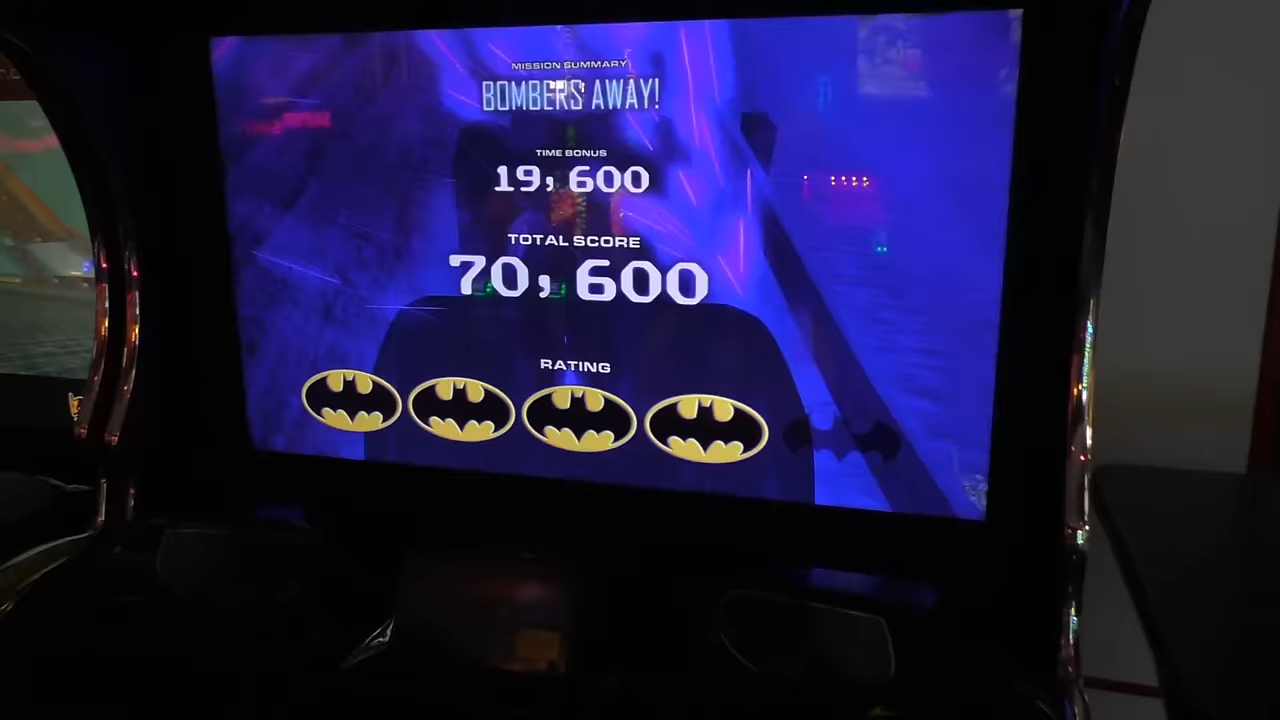 MISSION SUMMARY
BOMBERS AWAY!
TIME BONUS
19,600
TOTAL SCORE
70,600
RATING